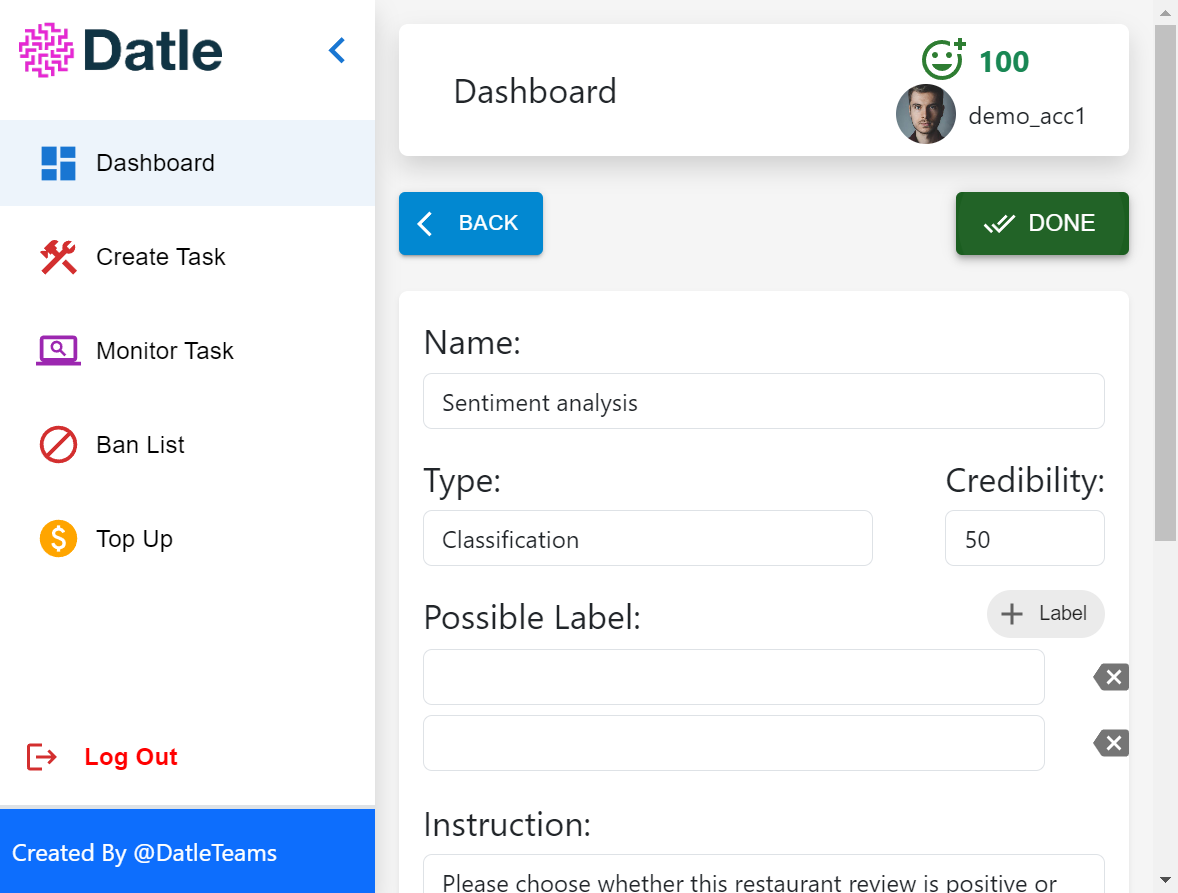 Datle
Dashboard
Create Task
Monitor Task
Ban List
Top Up
Log Out
Created By @DatleTeams
Dashboard
100
demo_acc1
BACK
DONE
Name:
Sentiment analysis
Type:
Credibility:
Classification
50
Possible Label:
Label
Instruction:
Please choose whether this restaurant review is positive or